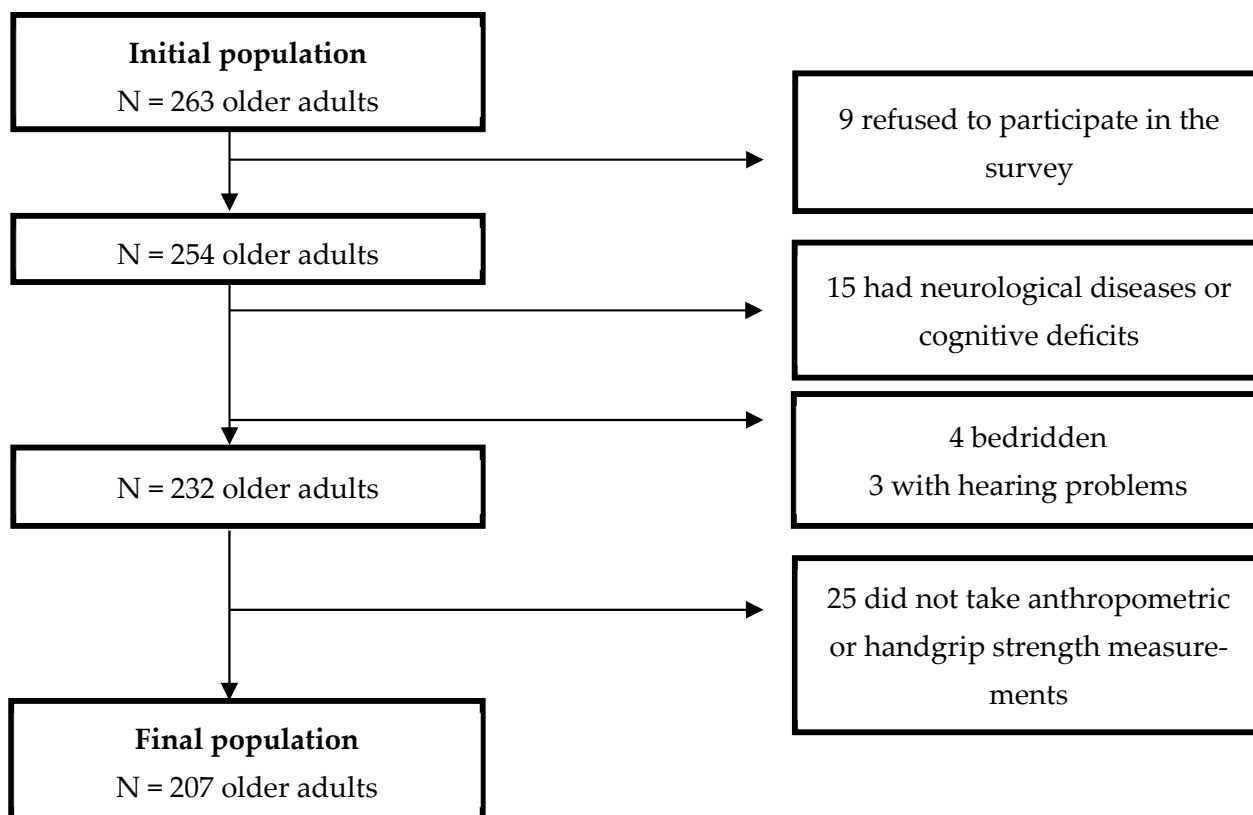 Initial population
N = 263 older adults
9 refused to participate in the
survey
N = 254 older adults
15 had neurological diseases or
cognitive deficits
4 bedridden
3 with hearing problems
N = 232 older adults
25 did not take anthropometric
or handgrip strength measure-
ments
Final population
N = 207 older adults